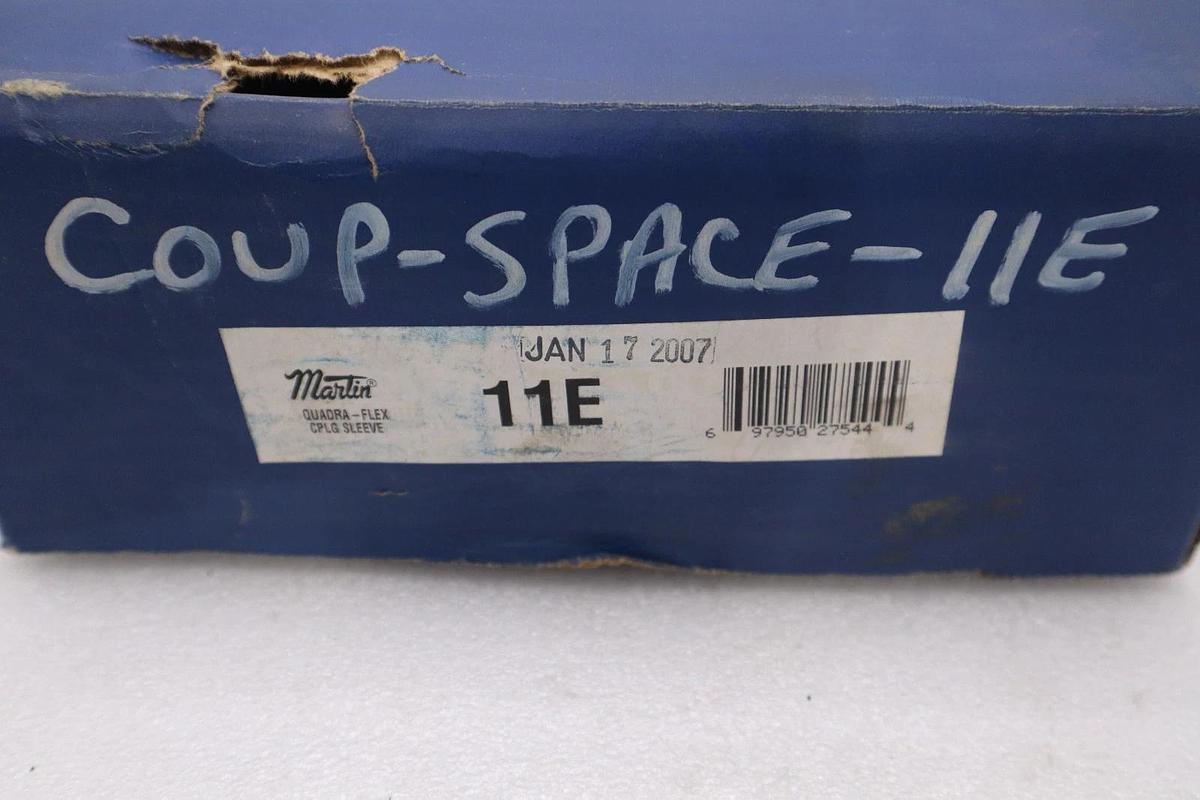 COUP-SPACE-11E
JAN 17 2007
Martin®
11E
QUADRA-FLEX
CPLG SLEEVE
6 97950 27544 4